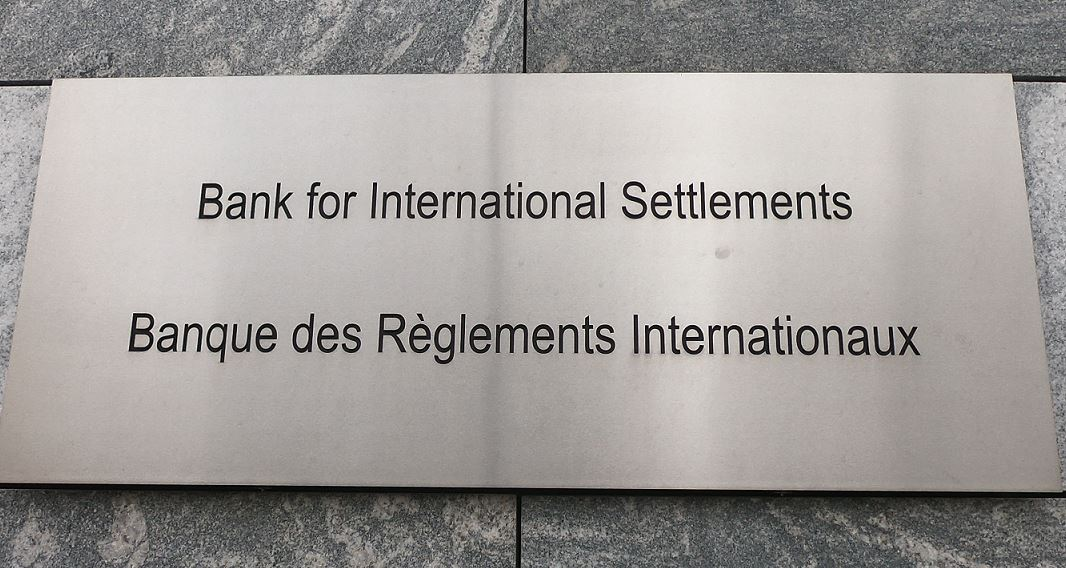 Bank for International Settlements
Banque des Règlements Internationaux